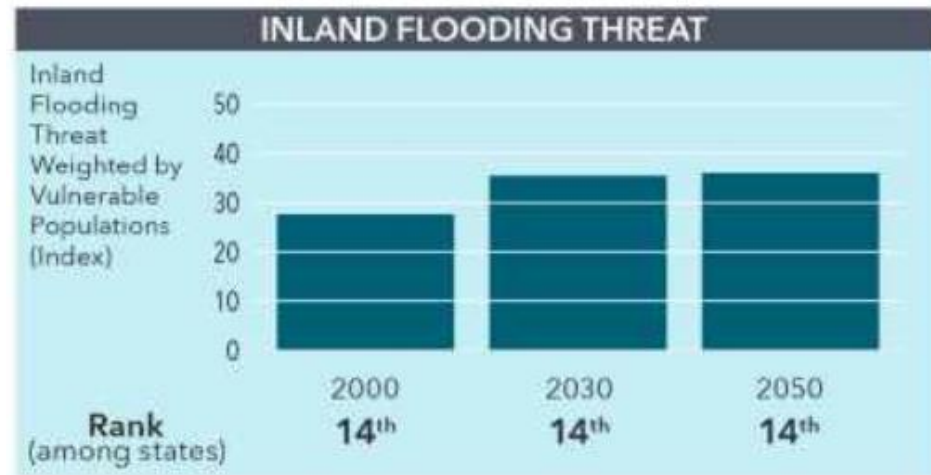 INLAND FLOODING THREAT
Inland
Flooding
Threat
Weighted by
Vulnerable
Populations
(Index)
50
40
30
20
10
0
2000 2030 2050
Rank 14th 14th 14th
(among states)